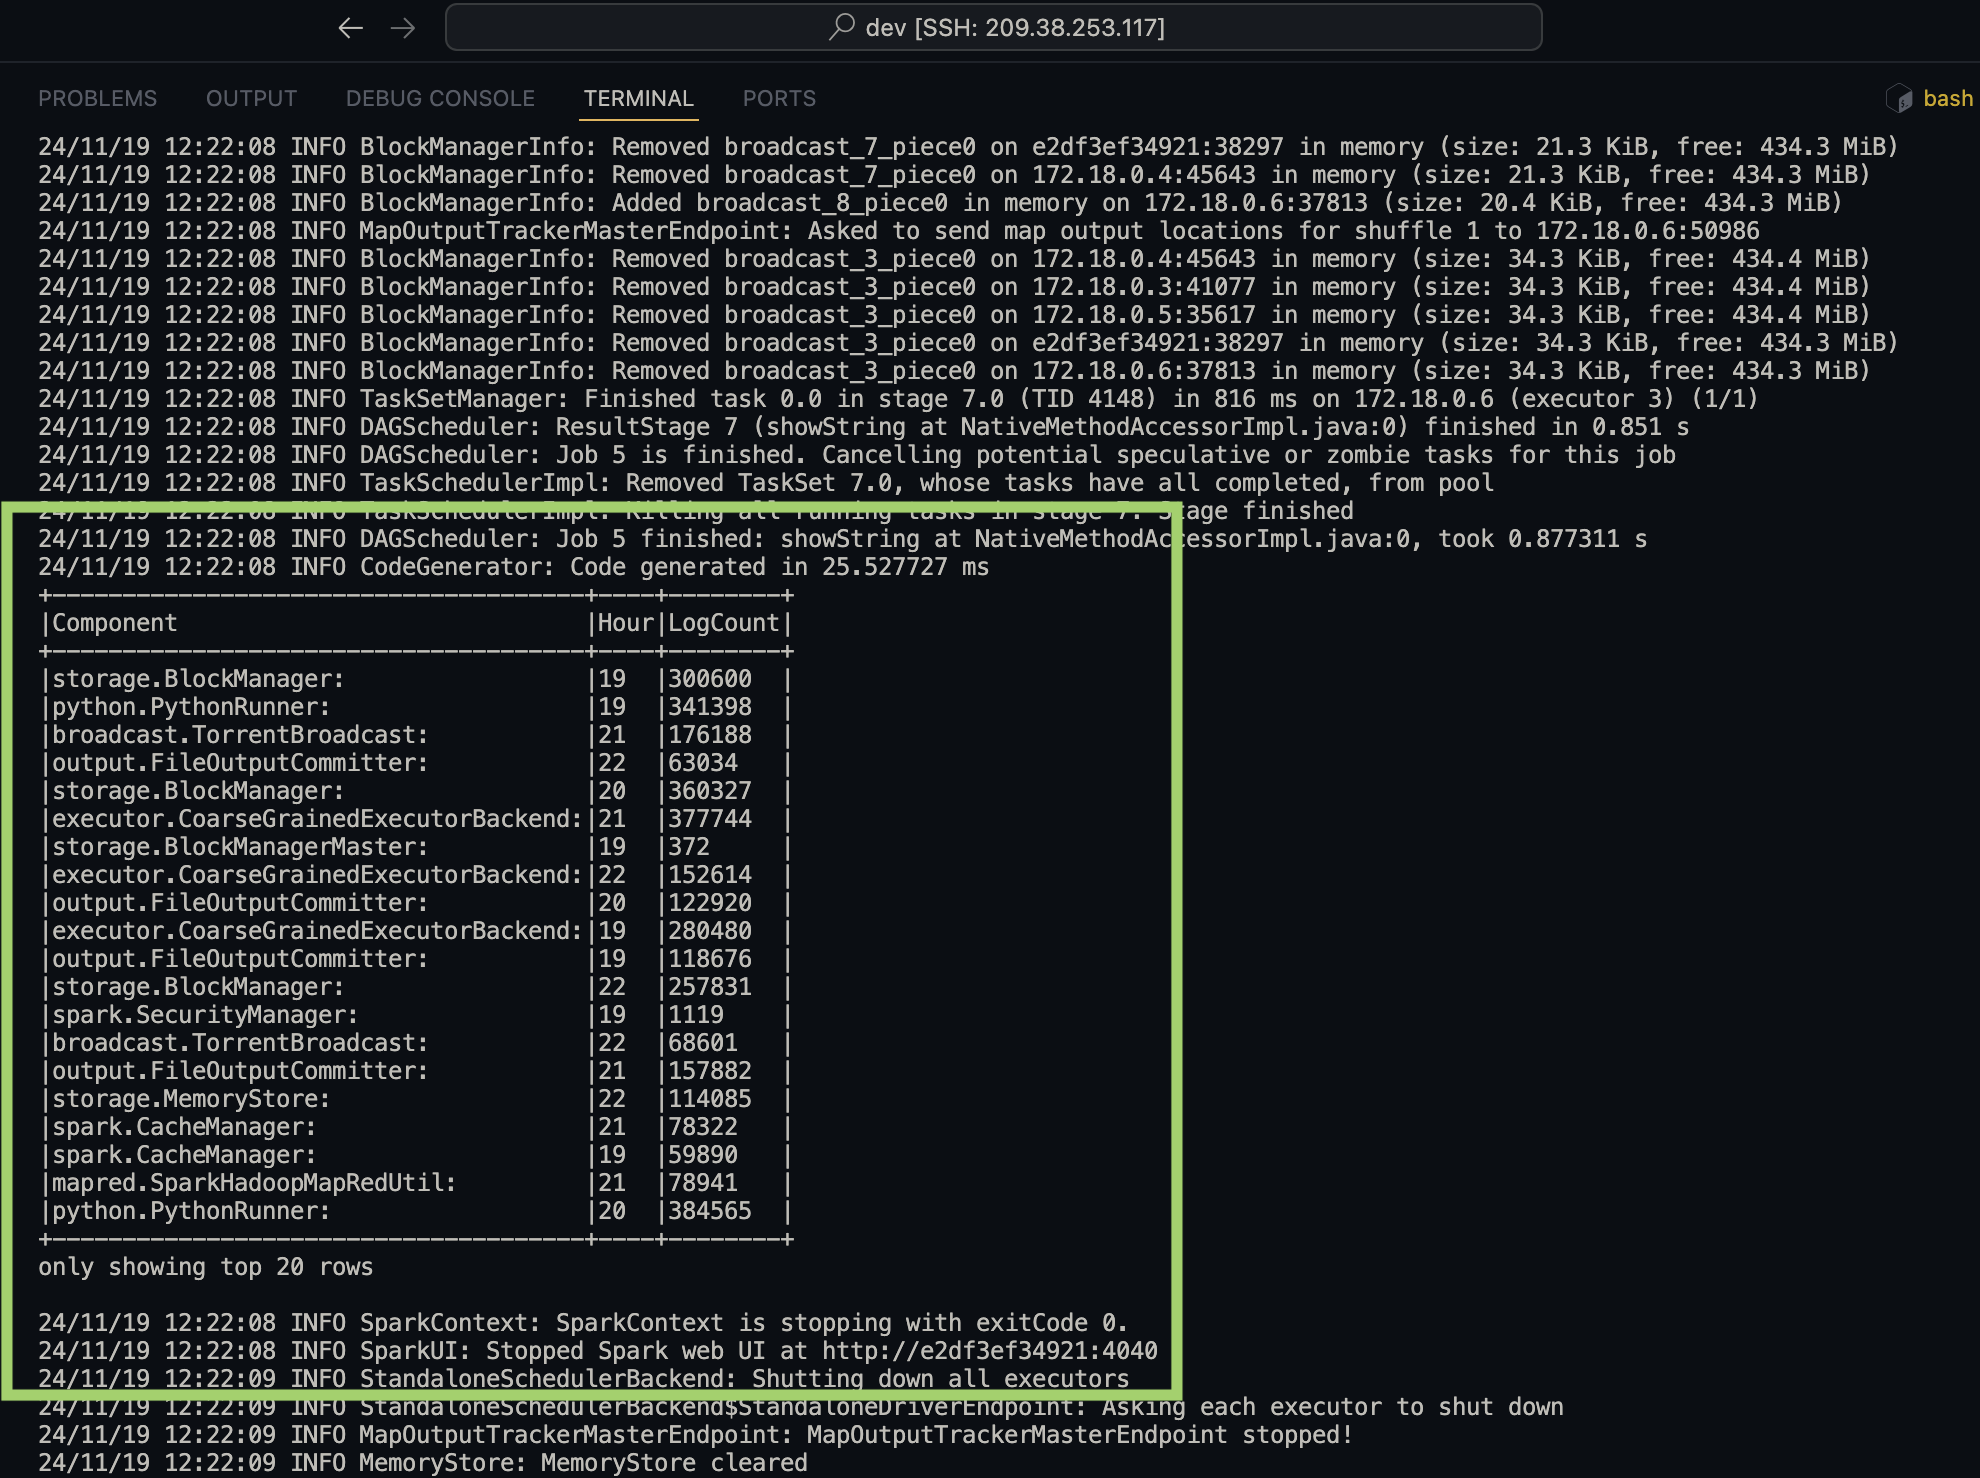 dev [SSH: 209.38.253.117]
PROBLEMS OUTPUT DEBUG CONSOLE TERMINAL PORTS bash
24/11/19 12:22:08 INFO BlockManagerInfo: Removed broadcast_7_piece0 on e2df3ef34921:38297 in memory (size: 21.3 KiB, free: 434.3 MiB)
24/11/19 12:22:08 INFO BlockManagerInfo: Removed broadcast_7_piece0 on 172.18.0.4:45643 in memory (size: 21.3 KiB, free: 434.3 MiB)
24/11/19 12:22:08 INFO BlockManagerInfo: Added broadcast_8_piece0 in memory on 172.18.0.6:37813 (size: 20.4 KiB, free: 434.3 MiB)
24/11/19 12:22:08 INFO MapOutputTrackerMasterEndpoint: Asked to send map output locations for shuffle 1 to 172.18.0.6:50986
24/11/19 12:22:08 INFO BlockManagerInfo: Removed broadcast_3_piece0 on 172.18.0.4:45643 in memory (size: 34.3 KiB, free: 434.4 MiB)
24/11/19 12:22:08 INFO BlockManagerInfo: Removed broadcast_3_piece0 on 172.18.0.3:41077 in memory (size: 34.3 KiB, free: 434.4 MiB)
24/11/19 12:22:08 INFO BlockManagerInfo: Removed broadcast_3_piece0 on 172.18.0.5:35617 in memory (size: 34.3 KiB, free: 434.4 MiB)
24/11/19 12:22:08 INFO BlockManagerInfo: Removed broadcast_3_piece0 on e2df3ef34921:38297 in memory (size: 34.3 KiB, free: 434.3 MiB)
24/11/19 12:22:08 INFO BlockManagerInfo: Removed broadcast_3_piece0 on 172.18.0.6:37813 in memory (size: 34.3 KiB, free: 434.3 MiB)
24/11/19 12:22:08 INFO TaskSetManager: Finished task 0.0 in stage 7.0 (TID 4148) in 816 ms on 172.18.0.6 (executor 3) (1/1)
24/11/19 12:22:08 INFO DAGScheduler: ResultStage 7 (showString at NativeMethodAccessorImpl.java:0) finished in 0.851 s
24/11/19 12:22:08 INFO DAGScheduler: Job 5 is finished. Cancelling potential speculative or zombie tasks for this job
24/11/19 12:22:08 INFO TaskSchedulerImpl: Removed TaskSet 7.0, whose tasks have all completed, from pool
24/11/19 12:22:08 INFO TaskSchedulerImpl: Killing all running tasks in stage 7: Stage finished
24/11/19 12:22:08 INFO DAGScheduler: Job 5 finished: showString at NativeMethodAccessorImpl.java:0, took 0.877311 s
24/11/19 12:22:08 INFO CodeGenerator: Code generated in 25.527727 ms
+--------------------------------------+----+--------+
|Component                             |Hour|LogCount|
+--------------------------------------+----+--------+
|storage.BlockManager:                 |19  |300600  |
|python.PythonRunner:                  |19  |341398  |
|broadcast.TorrentBroadcast:           |21  |176188  |
|output.FileOutputCommitter:           |22  |63034   |
|storage.BlockManager:                 |20  |360327  |
|executor.CoarseGrainedExecutorBackend:|21  |377744  |
|storage.BlockManagerMaster:           |19  |372     |
|executor.CoarseGrainedExecutorBackend:|22  |152614  |
|output.FileOutputCommitter:           |20  |122920  |
|executor.CoarseGrainedExecutorBackend:|19  |280480  |
|output.FileOutputCommitter:           |19  |118676  |
|storage.BlockManager:                 |22  |257831  |
|spark.SecurityManager:                |19  |1119    |
|broadcast.TorrentBroadcast:           |22  |68601   |
|output.FileOutputCommitter:           |21  |157882  |
|storage.MemoryStore:                  |22  |114085  |
|spark.CacheManager:                   |21  |78322   |
|spark.CacheManager:                   |19  |59890   |
|mapred.SparkHadoopMapRedUtil:         |21  |78941   |
|python.PythonRunner:                  |20  |384565  |
+--------------------------------------+----+--------+
only showing top 20 rows
24/11/19 12:22:08 INFO SparkContext: SparkContext is stopping with exitCode 0.
24/11/19 12:22:08 INFO SparkUI: Stopped Spark web UI at http://e2df3ef34921:4040
24/11/19 12:22:09 INFO StandaloneSchedulerBackend: Shutting down all executors
24/11/19 12:22:09 INFO StandaloneSchedulerBackend$StandaloneDriverEndpoint: Asking each executor to shut down
24/11/19 12:22:09 INFO MapOutputTrackerMasterEndpoint: MapOutputTrackerMasterEndpoint stopped!
24/11/19 12:22:09 INFO MemoryStore: MemoryStore cleared